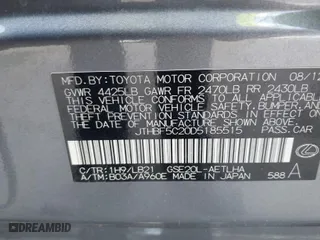 MFD.BY: TOYOTA MOTOR CORPORATION 08/12
GVWR 4425LB GAWR FR 2470LB RR 2430LB
THIS VEHICLE CONFORMS TO ALL APPLICABLE
FEDERAL MOTOR VEHICLE SAFETY, BUMPER, AND
THEFT PREVENTION STANDARDS IN EFFECT ON
THE DATE OF MANUFACTURE SHOWN ABOVE.
JTHBF5C20D5185515 PASS.CAR
C/TR: 1H9/LB21 GSE20L-AETLHA
A/TM: B03A/A960E MADE IN JAPAN 588 A